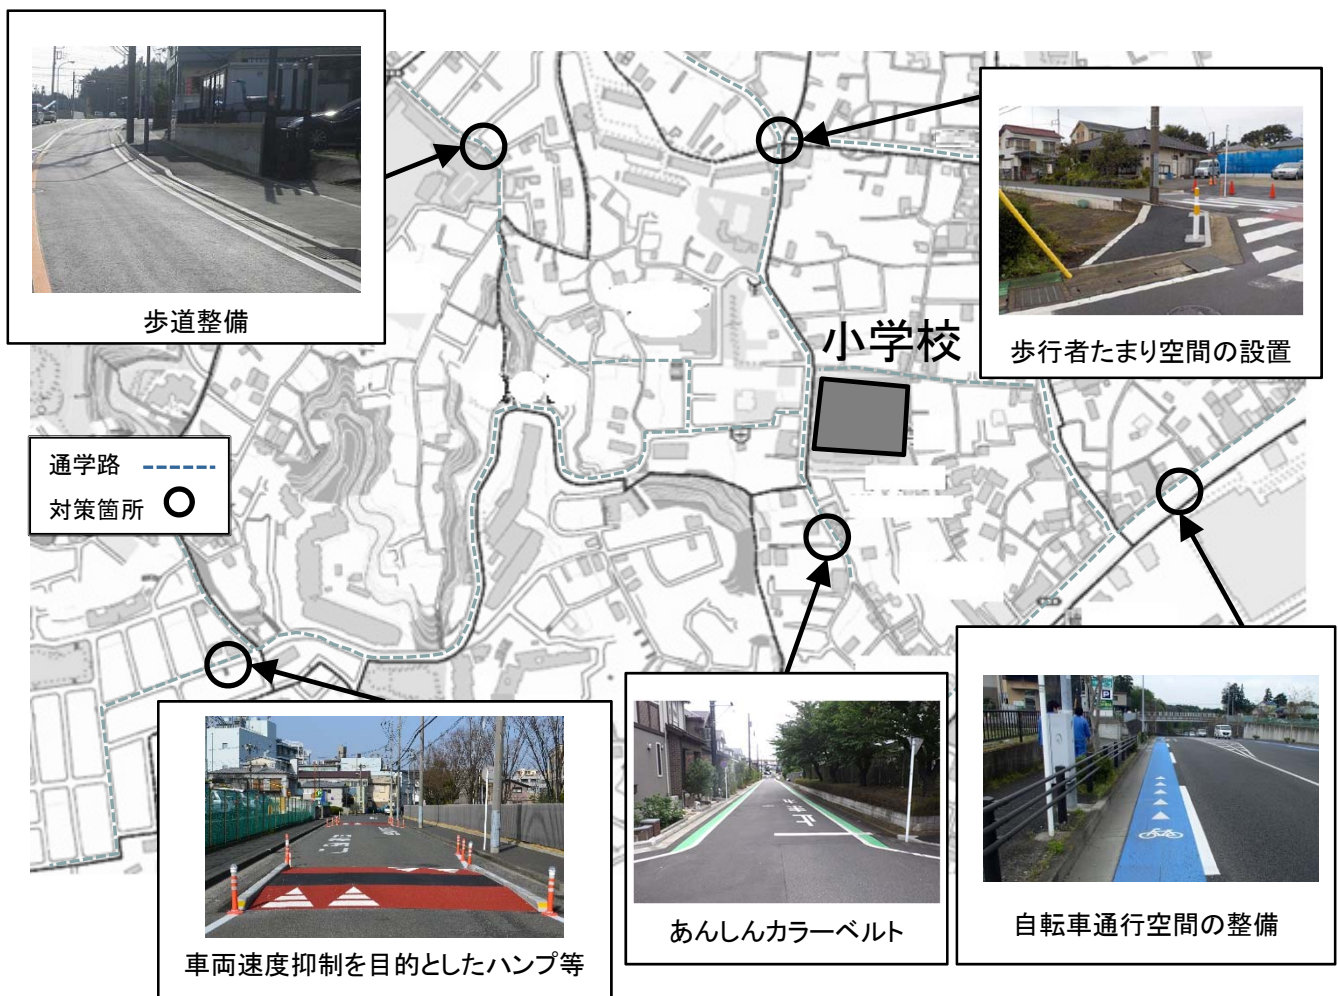 歩道整備
歩行者たまり空間の設置
小学校
通学路
対策箇所
止まれ
P
車両速度抑制を目的としたハンプ等
あんしんカラーベルト
自転車通行空間の整備